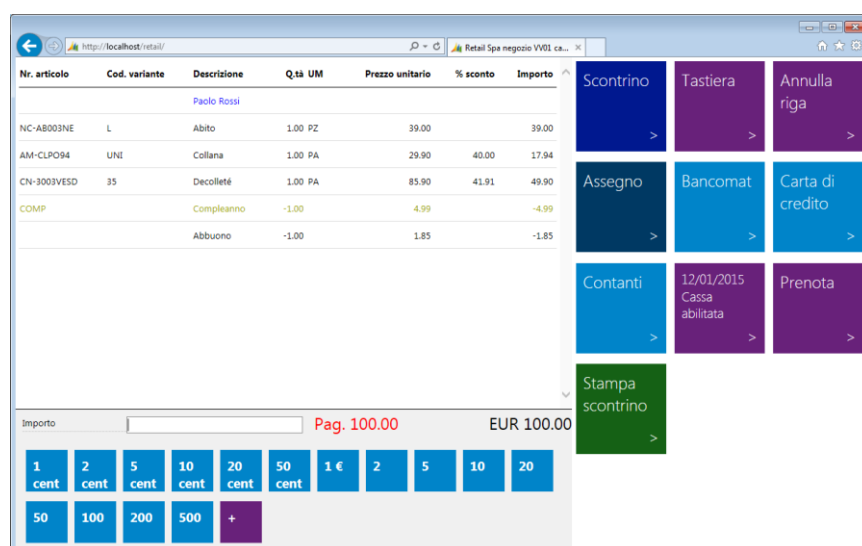 http://localhost/retail/
Retail Spa negozio VV01 ca...
Nr. articolo Cod. variante Descrizione Q.tà UM Prezzo unitario % sconto Importo
Paolo Rossi
NC-AB003NE L Abito 1.00 PZ 39.00 39.00
AM-CLPO94 UNI Collana 1.00 PA 29.90 40.00 17.94
CN-3003VESD 35 Decolleté 1.00 PA 85.90 41.91 49.90
COMP Compleanno -1.00 4.99 -4.99
Abbuono -1.00 1.85 -1.85
Importo Pag. 100.00 EUR 100.00
1 cent 2 cent 5 cent 10 cent 20 cent 50 cent 1 € 2 5 10 20
50 100 200 500 +
Scontrino >
Tastiera >
Annulla
riga >
Assegno >
Bancomat >
Carta di
credito >
Contanti >
12/01/2015
Cassa
abilitata >
Prenota >
Stampa
scontrino >